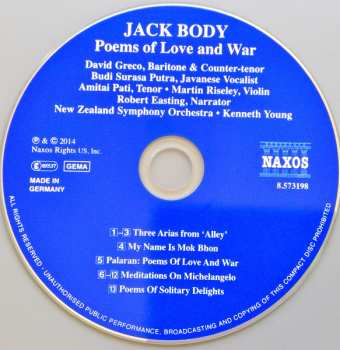 JACK BODY
Poems of Love and War
David Greco, Baritone & Counter-tenor
Budi Surasa Putra, Javanese Vocalist
Amitai Pati, Tenor • Martin Riseley, Violin
Robert Easting, Narrator
New Zealand Symphony Orchestra • Kenneth Young
℗ & © 2014
Naxos Rights US, Inc.
GEMA
MADE IN
GERMANY
NAXOS
8.573198
1–3 Three Arias from 'Alley'
4 My Name Is Mok Bhon
5 Palaran: Poems Of Love And War
6–12 Meditations On Michelangelo
13 Poems Of Solitary Delights
ALL RIGHTS RESERVED · UNAUTHORISED PUBLIC PERFORMANCE, BROADCASTING AND COPYING OF THIS COMPACT DISC PROHIBITED